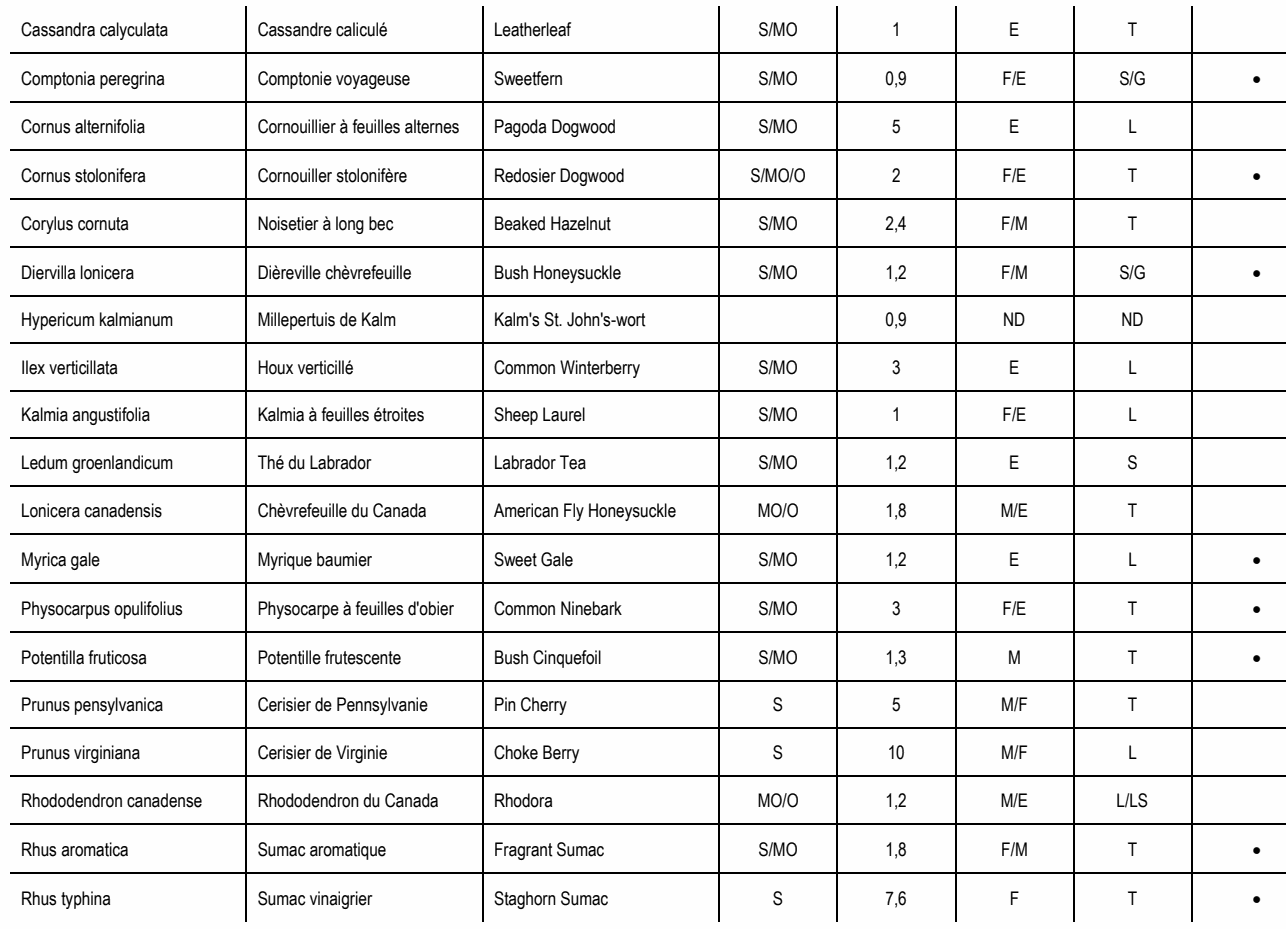 Cassandra calyculata Cassandre caliculé Leatherleaf S/MO 1 E T
Comptonia peregrina Comptonie voyageuse Sweetfern S/MO 0,9 F/E S/G •
Cornus alternifolia Cornouillier à feuilles alternes Pagoda Dogwood S/MO 5 E L
Cornus stolonifera Cornouiller stolonifère Redosier Dogwood S/MO/O 2 F/E T •
Corylus cornuta Noisetier à long bec Beaked Hazelnut S/MO 2,4 F/M T
Diervilla lonicera Dièreville chèvrefeuille Bush Honeysuckle S/MO 1,2 F/M S/G •
Hypericum kalmianum Millepertuis de Kalm Kalm's St. John's-wort 0,9 ND ND
Ilex verticillata Houx verticillé Common Winterberry S/MO 3 E L
Kalmia angustifolia Kalmia à feuilles étroites Sheep Laurel S/MO 1 F/E L
Ledum groenlandicum Thé du Labrador Labrador Tea S/MO 1,2 E S
Lonicera canadensis Chèvrefeuille du Canada American Fly Honeysuckle MO/O 1,8 M/E T
Myrica gale Myrique baumier Sweet Gale S/MO 1,2 E L •
Physocarpus opulifolius Physocarpe à feuilles d'obier Common Ninebark S/MO 3 F/E T •
Potentilla fruticosa Potentille frutescente Bush Cinquefoil S/MO 1,3 M T •
Prunus pensylvanica Cerisier de Pennsylvanie Pin Cherry S 5 M/F T
Prunus virginiana Cerisier de Virginie Choke Berry S 10 M/F L
Rhododendron canadense Rhododendron du Canada Rhodora MO/O 1,2 M/E L/LS
Rhus aromatica Sumac aromatique Fragrant Sumac S/MO 1,8 F/M T •
Rhus typhina Sumac vinaigrier Staghorn Sumac S 7,6 F T •